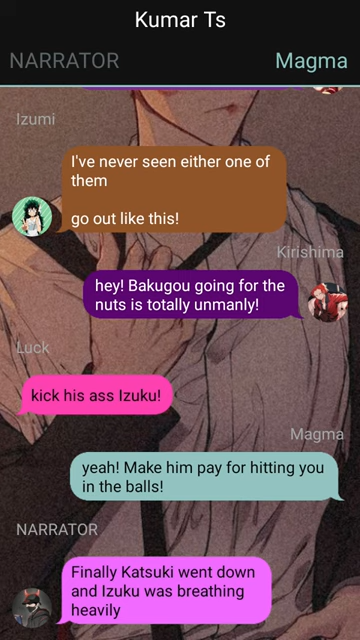 Kumar Ts
NARRATOR Magma
Izumi
I've never seen either one of
them
go out like this!
Kirishima
hey! Bakugou going for the
nuts is totally unmanly!
Luck
kick his ass Izuku!
Magma
yeah! Make him pay for hitting you
in the balls!
NARRATOR
Finally Katsuki went down
and Izuku was breathing
heavily